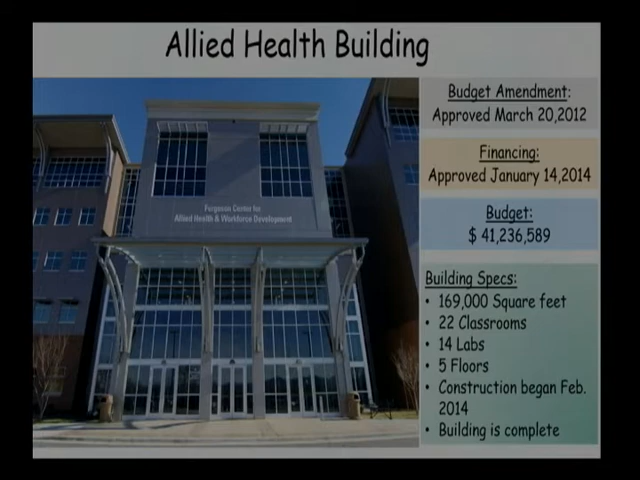 Allied Health Building
Budget Amendment:
Approved March 20,2012
Financing:
Approved January 14,2014
Budget:
$ 41,236,589
Building Specs:
• 169,000 Square feet
• 22 Classrooms
• 14 Labs
• 5 Floors
• Construction began Feb.
2014
• Building is complete
Ferguson Center for
Allied Health & Workforce Development